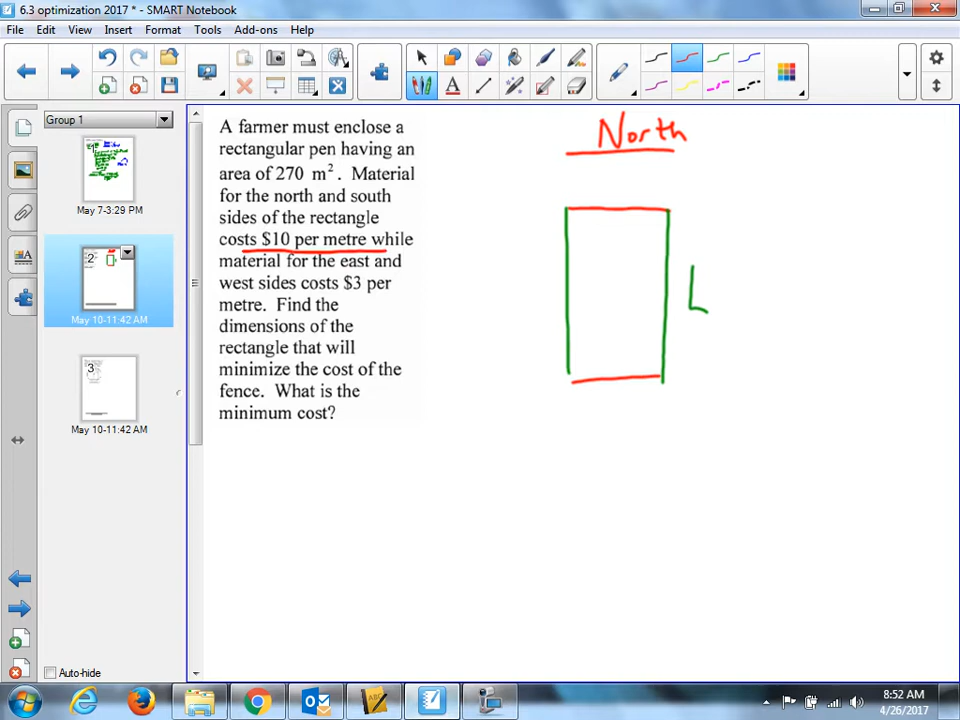 6.3 optimization 2017 * - SMART Notebook
File Edit View Insert Format Tools Add-ons Help
Group 1
May 7-3:29 PM
2
May 10-11:42 AM
3
May 10-11:42 AM
Auto-hide
A farmer must enclose a
rectangular pen having an
area of 270 m². Material
for the north and south
sides of the rectangle
costs $10 per metre while
material for the east and
west sides costs $3 per
metre. Find the
dimensions of the
rectangle that will
minimize the cost of the
fence. What is the
minimum cost?
North
L
8:52 AM
4/26/2017